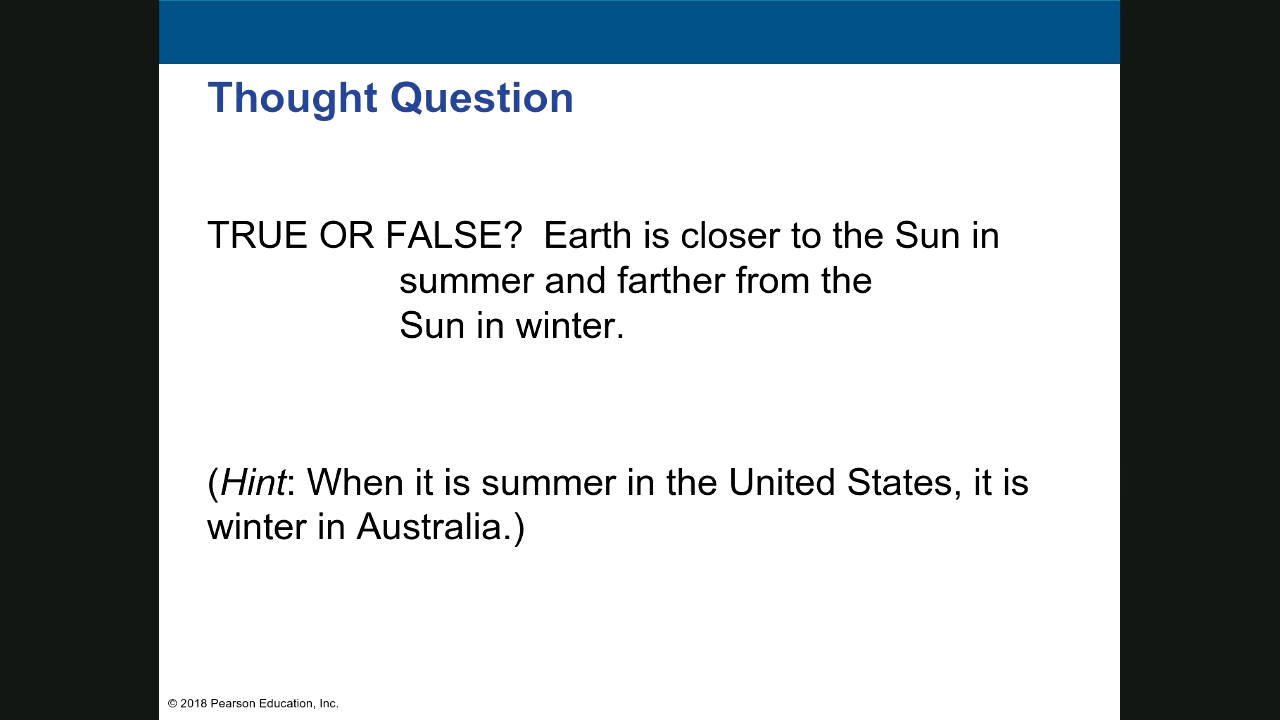 Thought Question
TRUE OR FALSE?  Earth is closer to the Sun in
summer and farther from the
Sun in winter.
(Hint: When it is summer in the United States, it is
winter in Australia.)
© 2018 Pearson Education, Inc.